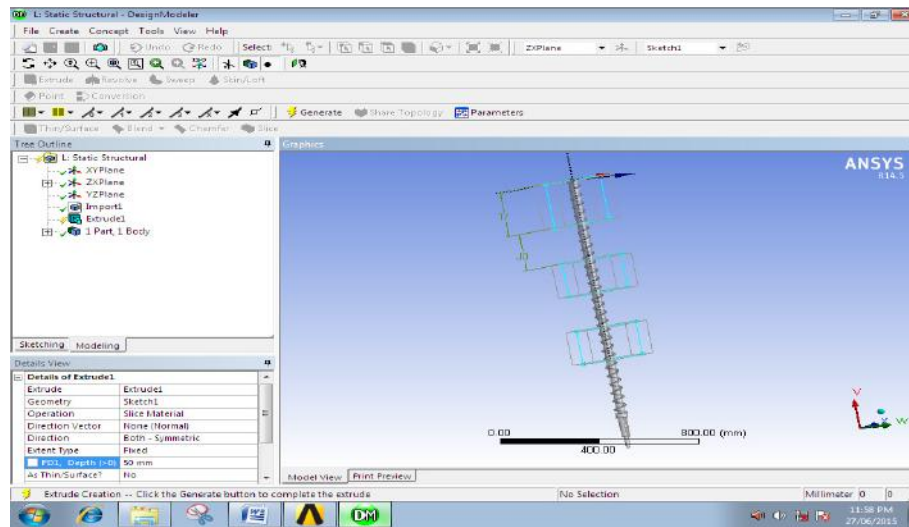 L: Static Structural - DesignModeler
File Create Concept Tools View Help
Undo Redo Select: ZXPlane Sketch1
Extrude Revolve Sweep Skin/Loft
Point Conversion
Generate Share Topology Parameters
Thin/Surface Blend Chamfer Slice
Tree Outline
L: Static Structural
XYPlane
ZXPlane
YZPlane
Import1
Extrude1
1 Part, 1 Body
Sketching Modeling
Details View
Details of Extrude1
Extrude Extrude1
Geometry Sketch1
Operation Slice Material
Direction Vector None (Normal)
Direction Both - Symmetric
Extent Type Fixed
FD1, Depth (>0) 50 mm
As Thin/Surface? No
Graphics
ANSYS
R14.5
0.00 800.00 (mm)
400.00
Y
W
Model View Print Preview
Extrude Creation -- Click the Generate button to complete the extrude No Selection Millimeter 0 0
DM 11:58 PM
27/06/2015